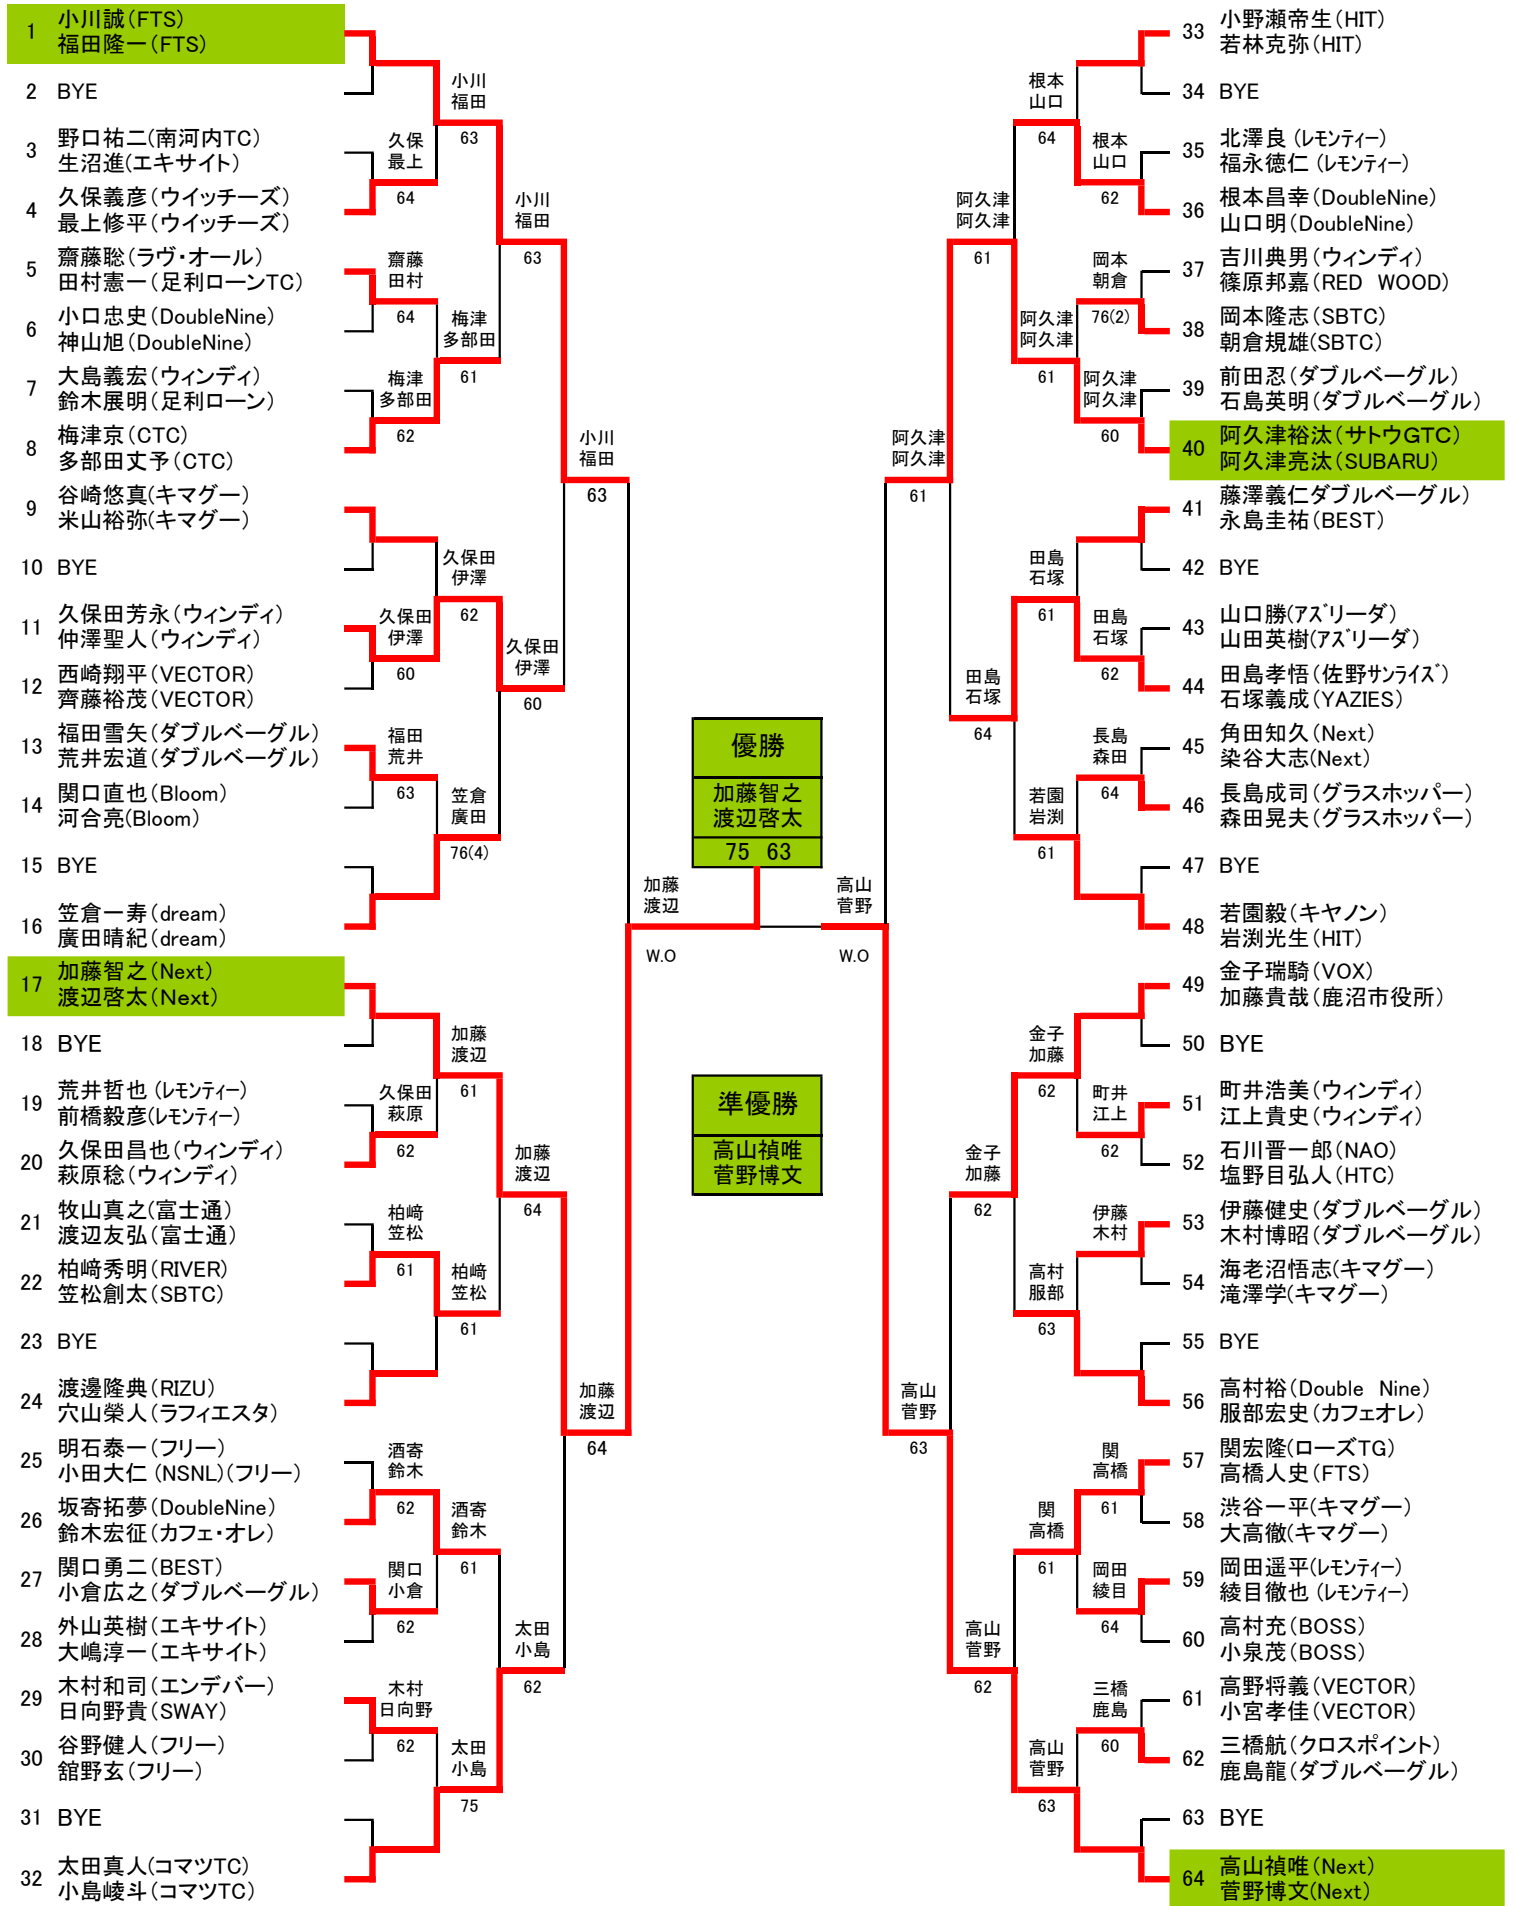 1 小川誠(FTS)
福田隆一(FTS)
2 BYE
3 野口祐二(南河内TC)
生沼進(エキサイト)
4 久保義彦(ウイッチーズ)
最上修平(ウイッチーズ)
5 齋藤聡(ラヴ・オール)
田村憲一(足利ローンTC)
6 小口忠史(DoubleNine)
神山旭(DoubleNine)
7 大島義宏(ウィンディ)
鈴木展明(足利ローン)
8 梅津京(CTC)
多部田丈予(CTC)
9 谷崎悠真(キマグー)
米山裕弥(キマグー)
10 BYE
11 久保田芳永(ウィンディ)
仲澤聖人(ウィンディ)
12 西崎翔平(VECTOR)
齊藤裕茂(VECTOR)
13 福田雪矢(ダブルベーグル)
荒井宏道(ダブルベーグル)
14 関口直也(Bloom)
河合亮(Bloom)
15 BYE
16 笠倉一寿(dream)
廣田晴紀(dream)
17 加藤智之(Next)
渡辺啓太(Next)
18 BYE
19 荒井哲也(レモンティー)
前橋毅彦(レモンティー)
20 久保田昌也(ウィンディ)
萩原稔(ウィンディ)
21 牧山真之(富士通)
渡辺友弘(富士通)
22 柏﨑秀明(RIVER)
笠松創太(SBTC)
23 BYE
24 渡邊隆典(RIZU)
穴山榮人(ラフィエスタ)
25 明石泰一(フリー)
小田大仁(NSNL)(フリー)
26 坂寄拓夢(DoubleNine)
鈴木宏征(カフェ・オレ)
27 関口勇二(BEST)
小倉広之(ダブルベーグル)
28 外山英樹(エキサイト)
大嶋淳一(エキサイト)
29 木村和司(エンデバー)
日向野貴(SWAY)
30 谷野健人(フリー)
舘野玄(フリー)
31 BYE
32 太田真人(コマツTC)
小島崚斗(コマツTC)
久保
最上
64
齋藤
田村
64
梅津
多部田
62
久保田
伊澤
60
福田
荒井
63
久保田
萩原
62
柏﨑
笠松
61
酒寄
鈴木
62
関口
小倉
62
木村
日向野
62
小川
福田
63
梅津
多部田
61
久保田
伊澤
62
笠倉
廣田
76(4)
加藤
渡辺
61
柏﨑
笠松
61
酒寄
鈴木
61
太田
小島
75
小川
福田
63
久保田
伊澤
60
加藤
渡辺
64
太田
小島
62
小川
福田
63
加藤
渡辺
64
加藤
渡辺
W.O
優勝
加藤智之
渡辺啓太
75 63
準優勝
高山禎唯
菅野博文
高山
菅野
W.O
阿久津
阿久津
61
高山
菅野
63
阿久津
阿久津
61
田島
石塚
64
金子
加藤
62
高山
菅野
62
根本
山口
64
阿久津
阿久津
61
田島
石塚
61
若園
岩渕
61
金子
加藤
62
高村
服部
63
関
高橋
61
高山
菅野
63
根本
山口
62
岡本
朝倉
76(2)
阿久津
阿久津
60
田島
石塚
62
長島
森田
64
町井
江上
62
伊藤
木村
関
高橋
61
岡田
綾目
64
三橋
鹿島
60
33 小野瀬帝生(HIT)
若林克弥(HIT)
34 BYE
35 北澤良(レモンティー)
福永徳仁(レモンティー)
36 根本昌幸(DoubleNine)
山口明(DoubleNine)
37 吉川典男(ウィンディ)
篠原邦嘉(RED WOOD)
38 岡本隆志(SBTC)
朝倉規雄(SBTC)
39 前田忍(ダブルベーグル)
石島英明(ダブルベーグル)
40 阿久津裕汰(サトウGTC)
阿久津亮汰(SUBARU)
41 藤澤義仁ダブルベーグル)
永島圭祐(BEST)
42 BYE
43 山口勝(アズリーダ)
山田英樹(アズリーダ)
44 田島孝悟(佐野サンライズ)
石塚義成(YAZIES)
45 角田知久(Next)
染谷大志(Next)
46 長島成司(グラスホッパー)
森田晃夫(グラスホッパー)
47 BYE
48 若園毅(キヤノン)
岩渕光生(HIT)
49 金子瑞騎(VOX)
加藤貴哉(鹿沼市役所)
50 BYE
51 町井浩美(ウィンディ)
江上貴史(ウィンディ)
52 石川晋一郎(NAO)
塩野目弘人(HTC)
53 伊藤健史(ダブルベーグル)
木村博昭(ダブルベーグル)
54 海老沼悟志(キマグー)
滝澤学(キマグー)
55 BYE
56 高村裕(Double Nine)
服部宏史(カフェオレ)
57 関宏隆(ローズTG)
高橋人史(FTS)
58 渋谷一平(キマグー)
大高徹(キマグー)
59 岡田遥平(レモンティー)
綾目徹也(レモンティー)
60 高村充(BOSS)
小泉茂(BOSS)
61 高野将義(VECTOR)
小宮孝佳(VECTOR)
62 三橋航(クロスポイント)
鹿島龍(ダブルベーグル)
63 BYE
64 高山禎唯(Next)
菅野博文(Next)